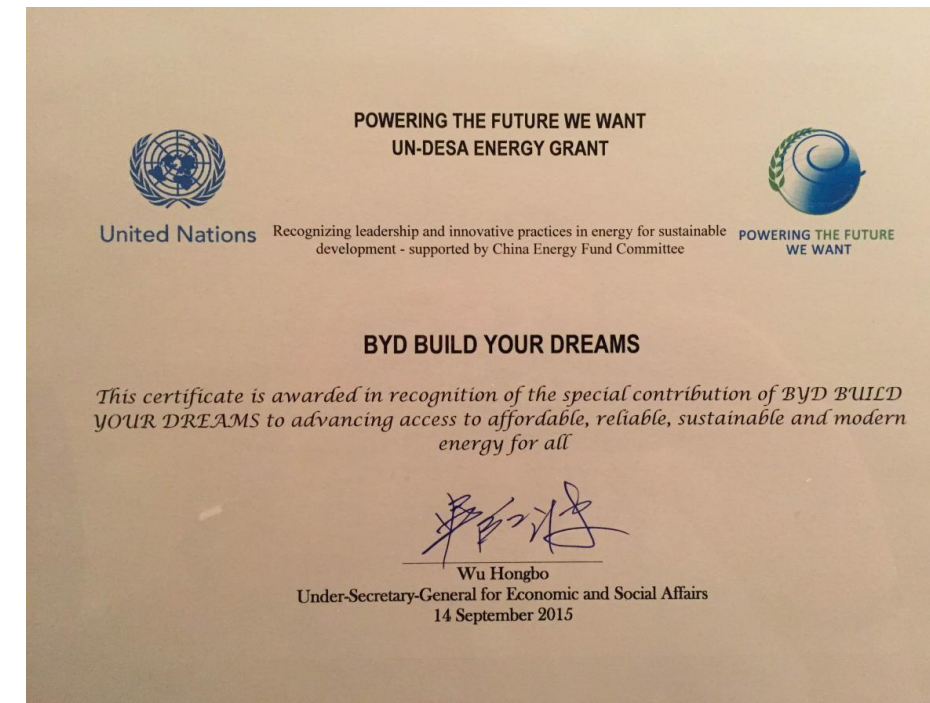 POWERING THE FUTURE WE WANT
UN-DESA ENERGY GRANT
United Nations
Recognizing leadership and innovative practices in energy for sustainable
development - supported by China Energy Fund Committee
POWERING THE FUTURE
WE WANT
BYD BUILD YOUR DREAMS
This certificate is awarded in recognition of the special contribution of BYD BUILD
YOUR DREAMS to advancing access to affordable, reliable, sustainable and modern
energy for all
Wu Hongbo
Under-Secretary-General for Economic and Social Affairs
14 September 2015